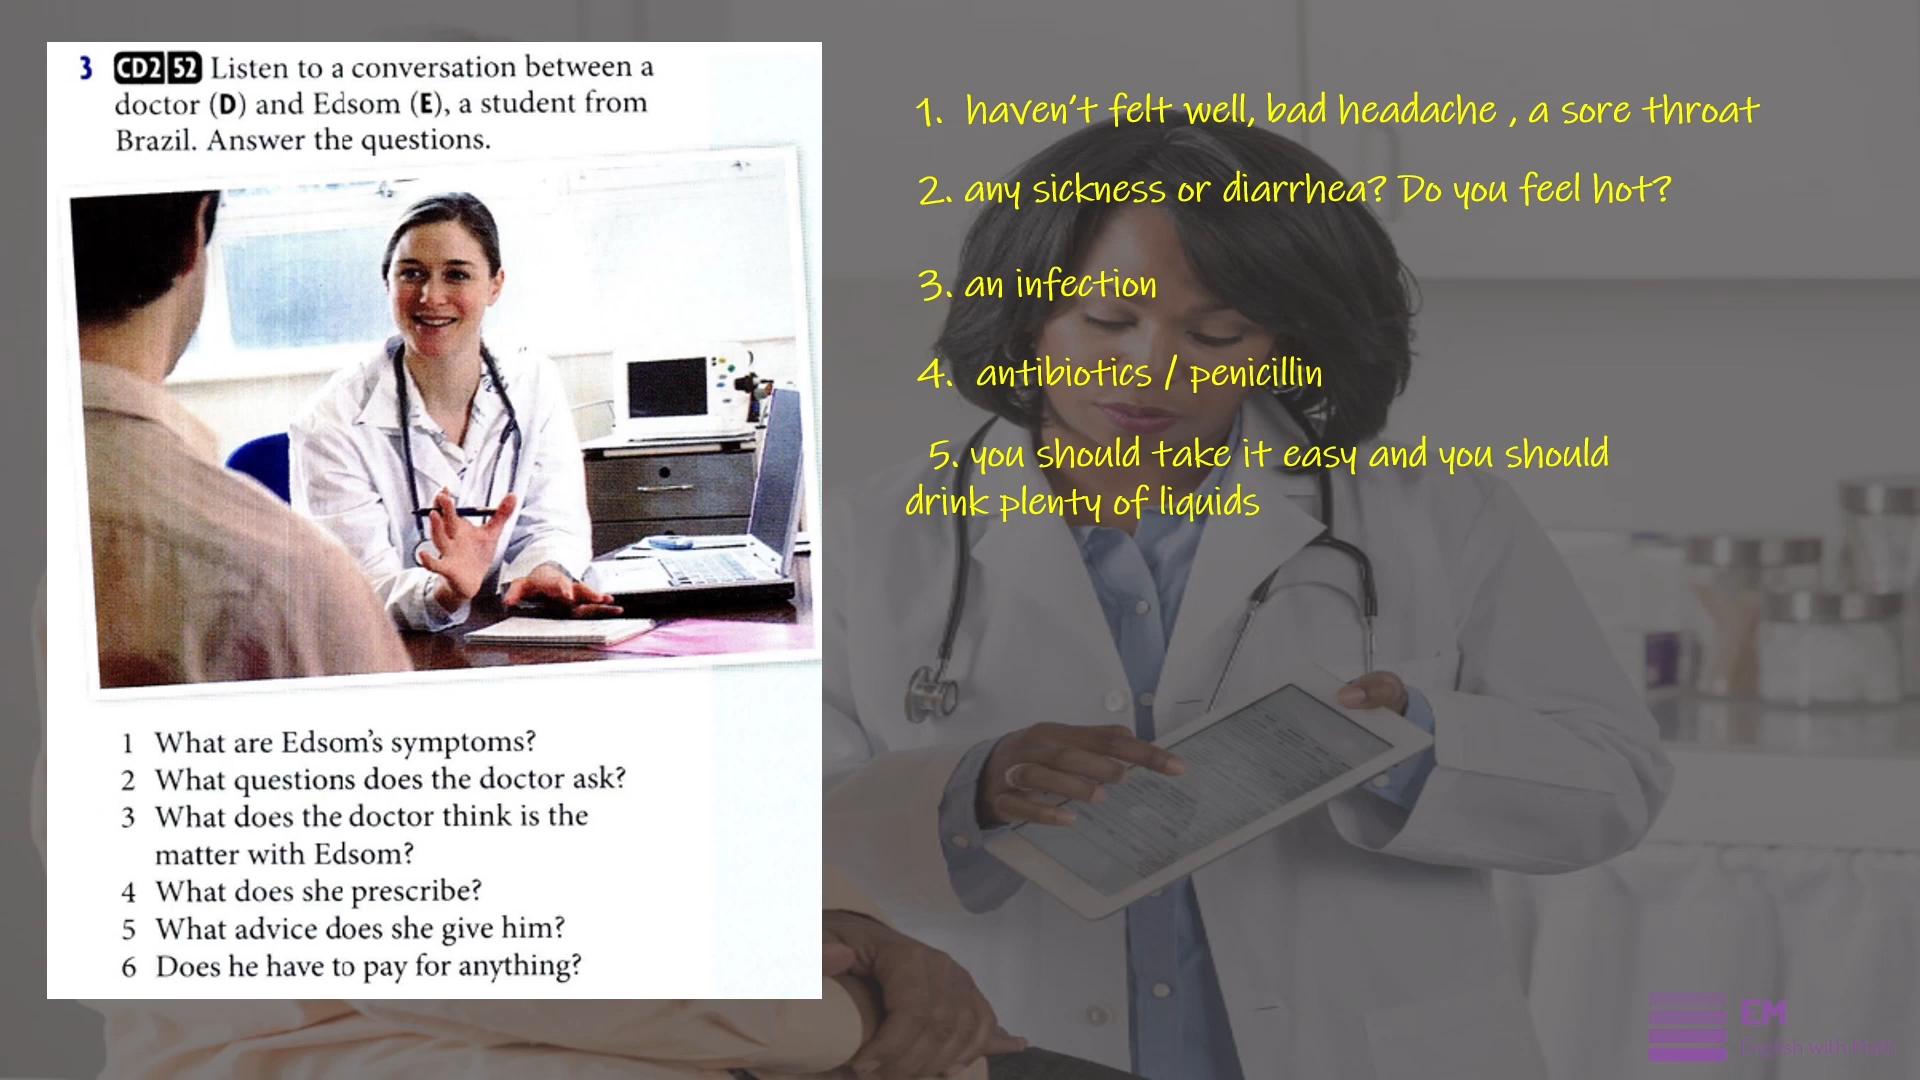 3 CD2 52 Listen to a conversation between a
doctor (D) and Edsom (E), a student from
Brazil. Answer the questions.
1 What are Edsom's symptoms?
2 What questions does the doctor ask?
3 What does the doctor think is the
matter with Edsom?
4 What does she prescribe?
5 What advice does she give him?
6 Does he have to pay for anything?
1. haven't felt well, bad headache , a sore throat
2. any sickness or diarrhea? Do you feel hot?
3. an infection
4. antibiotics / penicillin
5. you should take it easy and you should
drink plenty of liquids
EM
English with